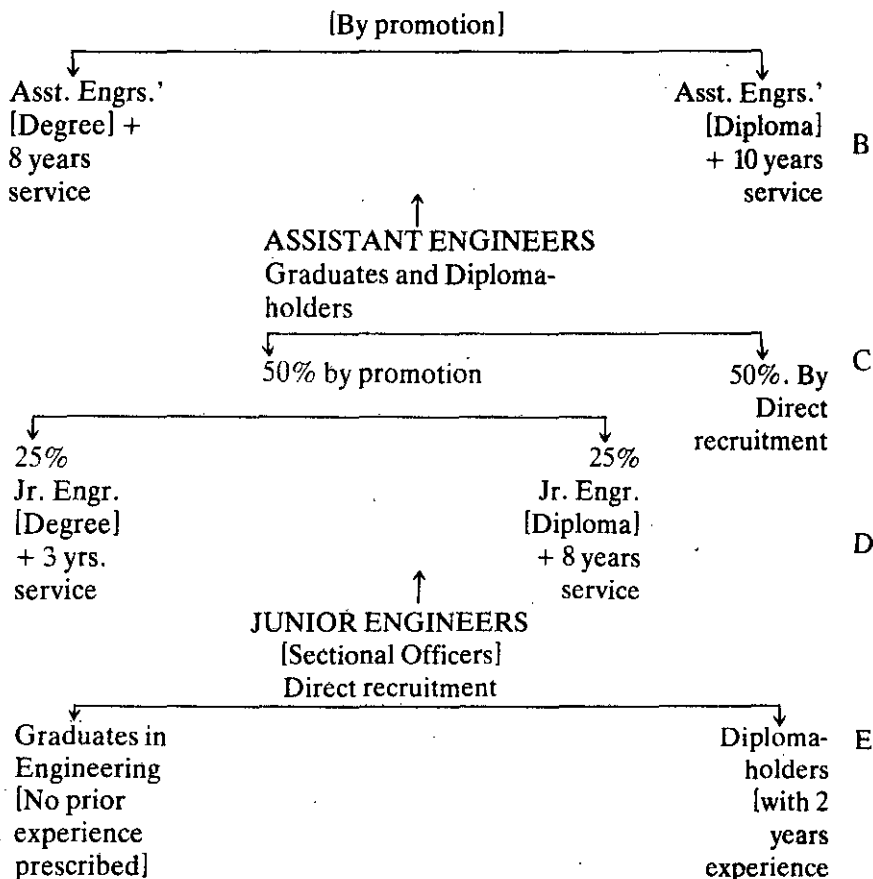 [By promotion]
Asst. Engrs.'
[Degree] +
8 years
service
Asst. Engrs.'
[Diploma]
+ 10 years
service
B
ASSISTANT ENGINEERS
Graduates and Diploma-
holders
50% by promotion
50%. By
Direct
recruitment
C
25%
Jr. Engr.
[Degree]
+ 3 yrs.
service
25%
Jr. Engr.
[Diploma]
+ 8 years
service
D
JUNIOR ENGINEERS
[Sectional Officers]
Direct recruitment
Graduates in
Engineering
[No prior
experience
prescribed]
Diploma-
holders
[with 2
years
experience
E